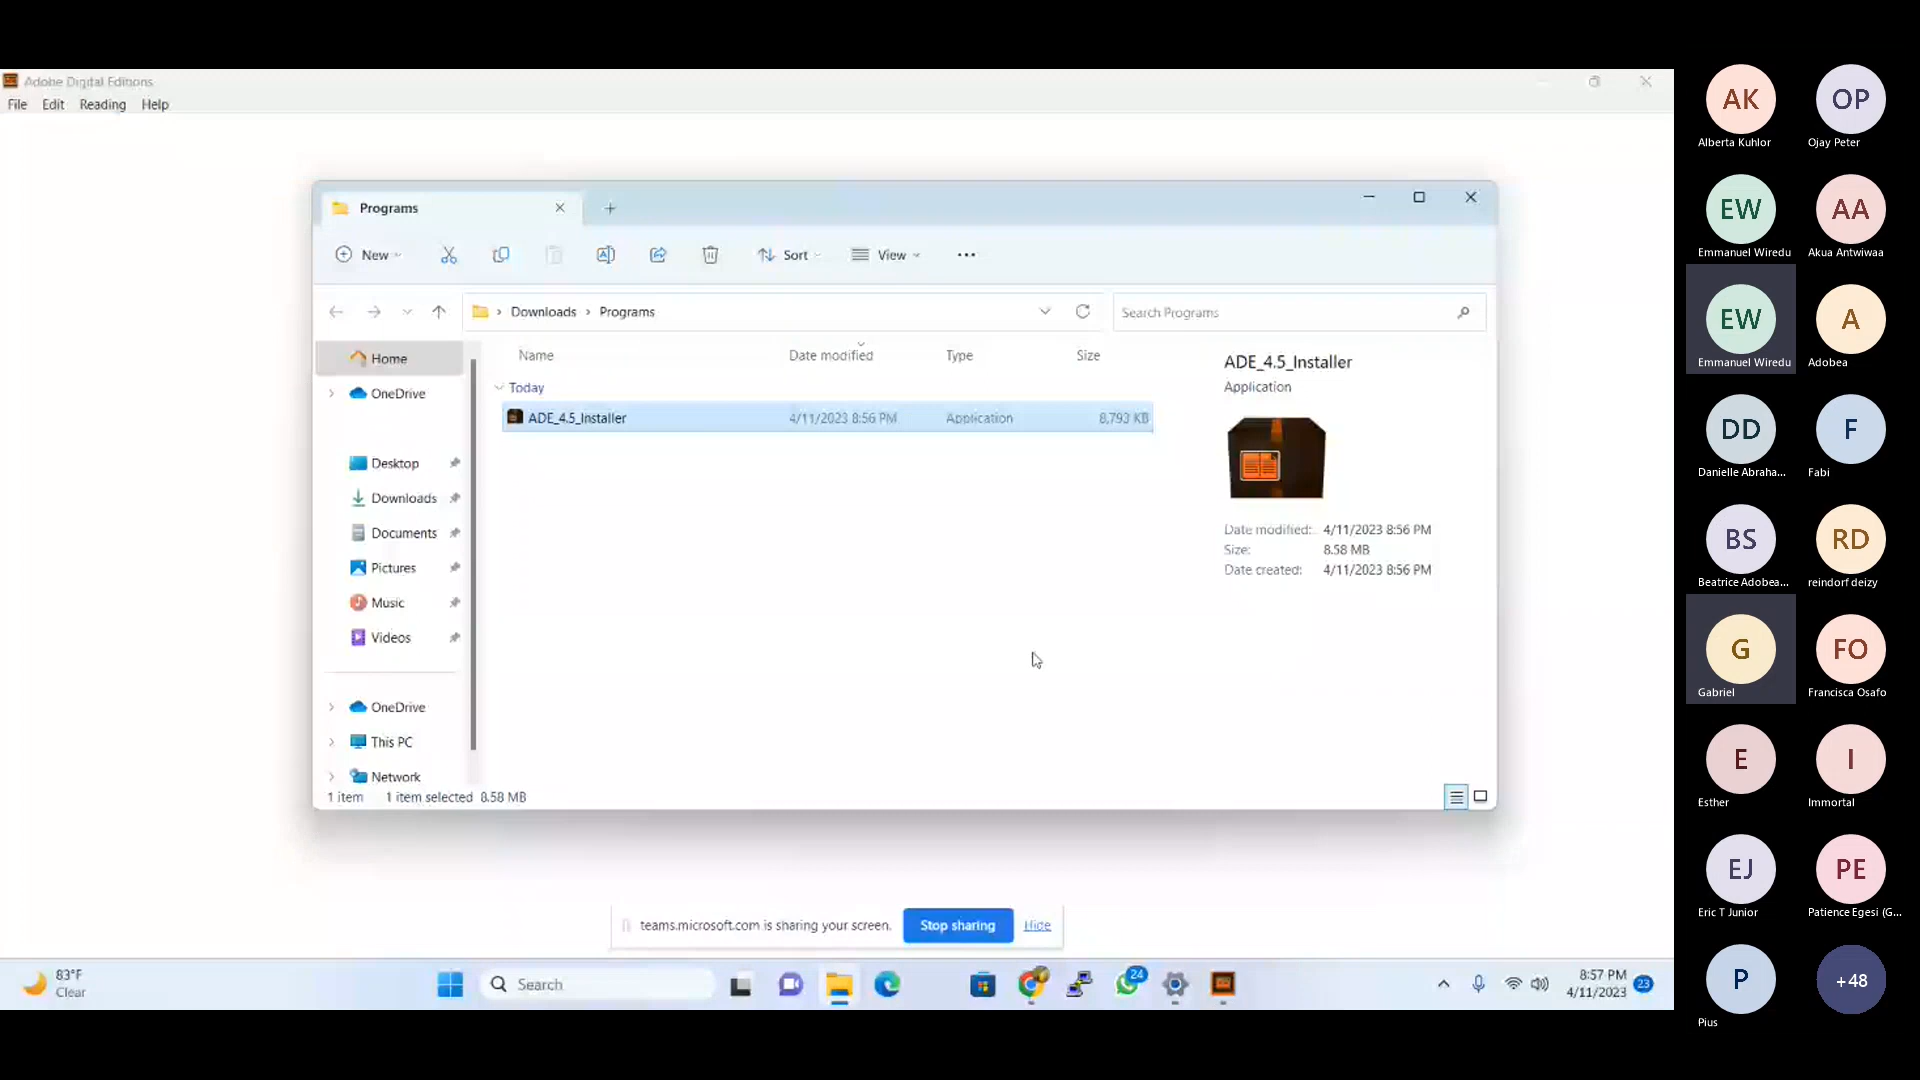 Adobe Digital Editions
File Edit Reading Help
Programs
New
Sort
View
Downloads > Programs
Search Programs
Home
OneDrive
Desktop
Downloads
Documents
Pictures
Music
Videos
OneDrive
This PC
Network
Name Date modified Type Size
Today
ADE_4.5_Installer 4/11/2023 8:56 PM Application 8,793 KB
ADE_4.5_Installer
Application
Date modified: 4/11/2023 8:56 PM
Size: 8.58 MB
Date created: 4/11/2023 8:56 PM
1 item 1 item selected 8.58 MB
teams.microsoft.com is sharing your screen. Stop sharing Hide
83°F
Clear
Search
24
8:57 PM
4/11/2023
23
AK OP
Alberta Kuhlor Ojay Peter
EW AA
Emmanuel Wiredu Akua Antwiwaa
EW A
Emmanuel Wiredu Adobea
DD F
Danielle Abraha... Fabi
BS RD
Beatrice Adobea... reindorf deizy
G FO
Gabriel Francisca Osafo
E I
Esther Immortal
EJ PE
Eric T Junior Patience Egesi (G...
P +48
Pius